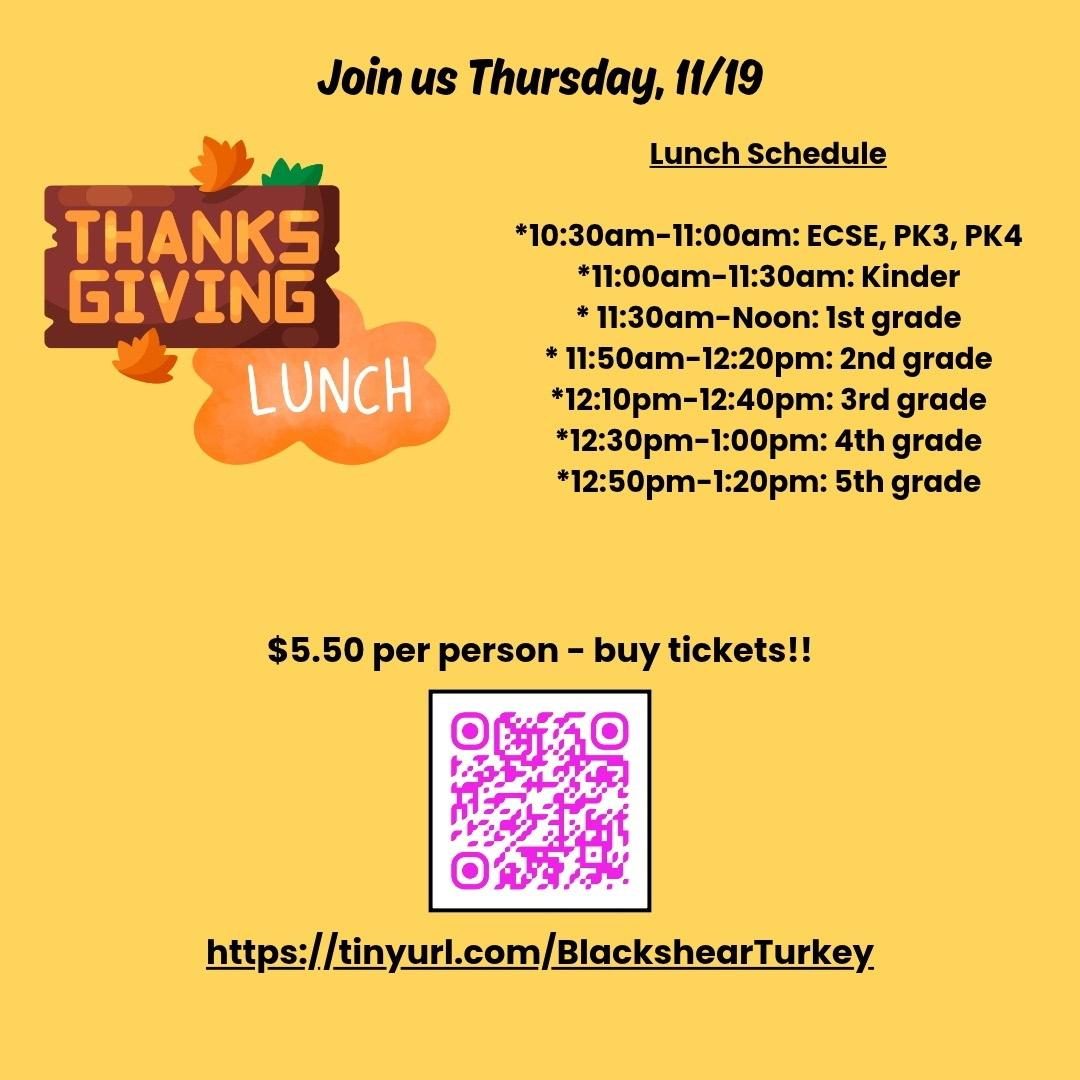 Join us Thursday, 11/19
THANKS
GIVING
LUNCH
Lunch Schedule
*10:30am-11:00am: ECSE, PK3, PK4
*11:00am-11:30am: Kinder
* 11:30am-Noon: 1st grade
* 11:50am-12:20pm: 2nd grade
*12:10pm-12:40pm: 3rd grade
*12:30pm-1:00pm: 4th grade
*12:50pm-1:20pm: 5th grade
$5.50 per person - buy tickets!!
https://tinyurl.com/BlackshearTurkey